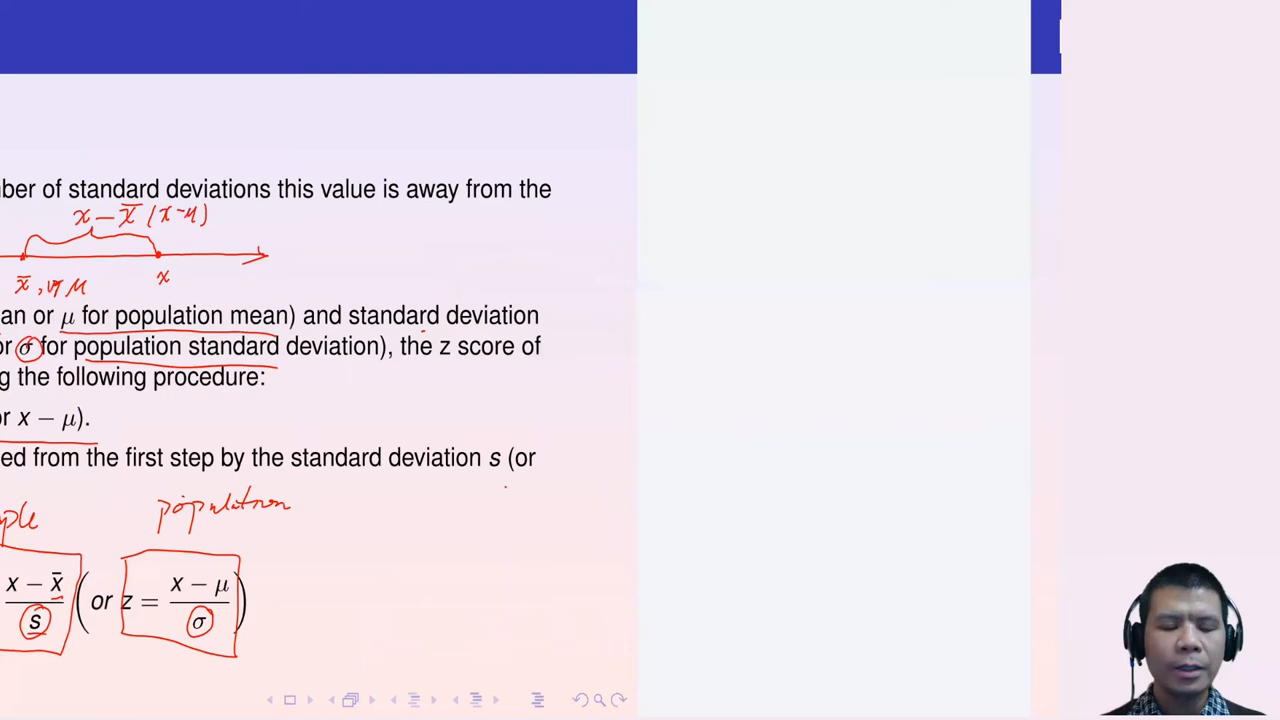 ber of standard deviations this value is away from the
x − x̄ (x−μ)
x̄, or μ x
an or μ for population mean) and standard deviation
or σ for population standard deviation), the z score of
g the following procedure:
or x − μ).
ed from the first step by the standard deviation s (or
ple population
x − x̄ / s (or z = x − μ / σ)